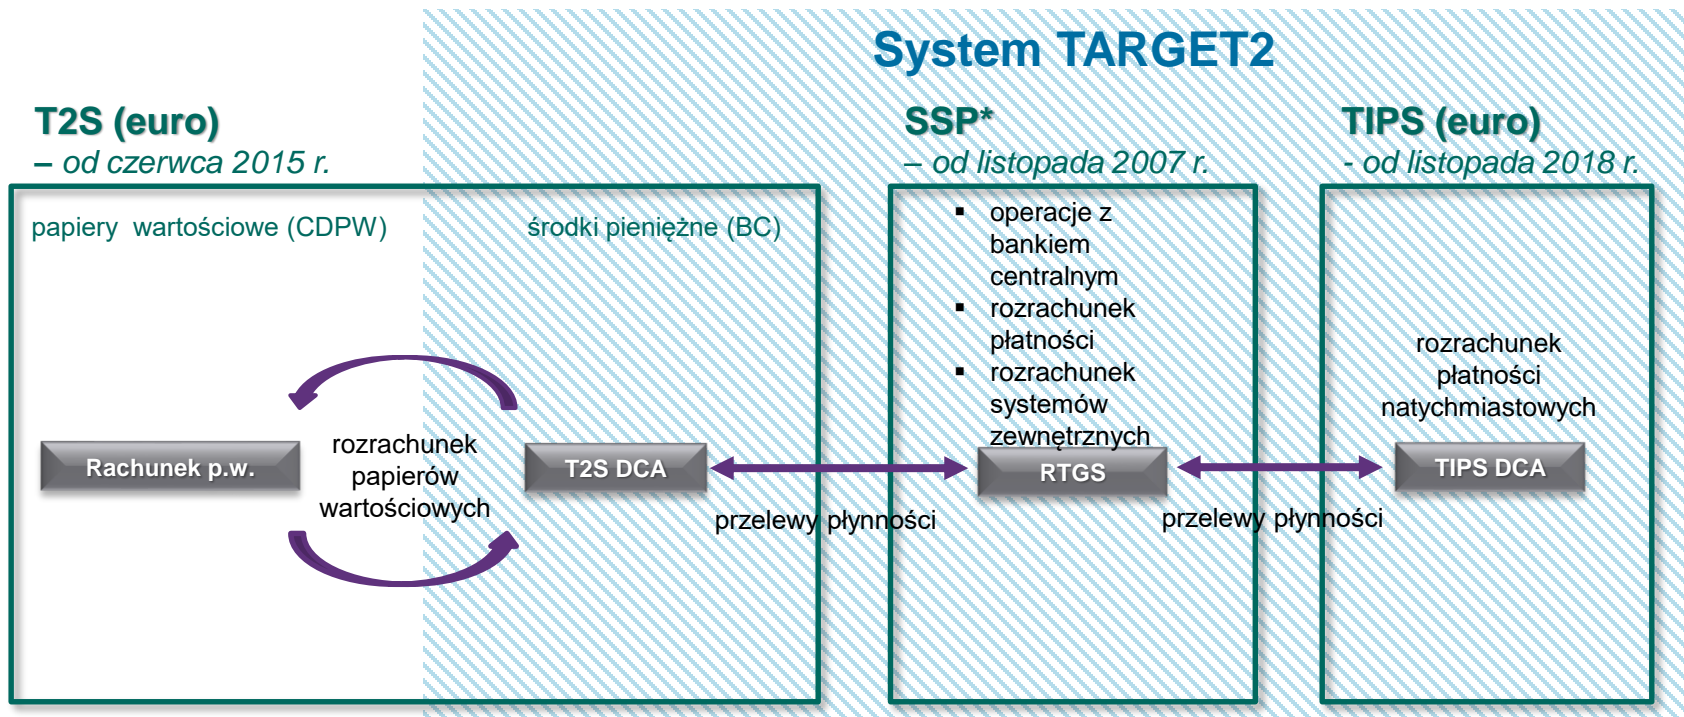 System TARGET2
T2S (euro)
– od czerwca 2015 r.
papiery wartościowe (CDPW)
środki pieniężne (BC)
Rachunek p.w.
rozrachunek
papierów
wartościowych
T2S DCA
przelewy płynności
SSP*
– od listopada 2007 r.
▪ operacje z
bankiem
centralnym
▪ rozrachunek
płatności
▪ rozrachunek
systemów
zewnętrznych
RTGS
przelewy płynności
TIPS (euro)
- od listopada 2018 r.
rozrachunek
płatności
natychmiastowych
TIPS DCA